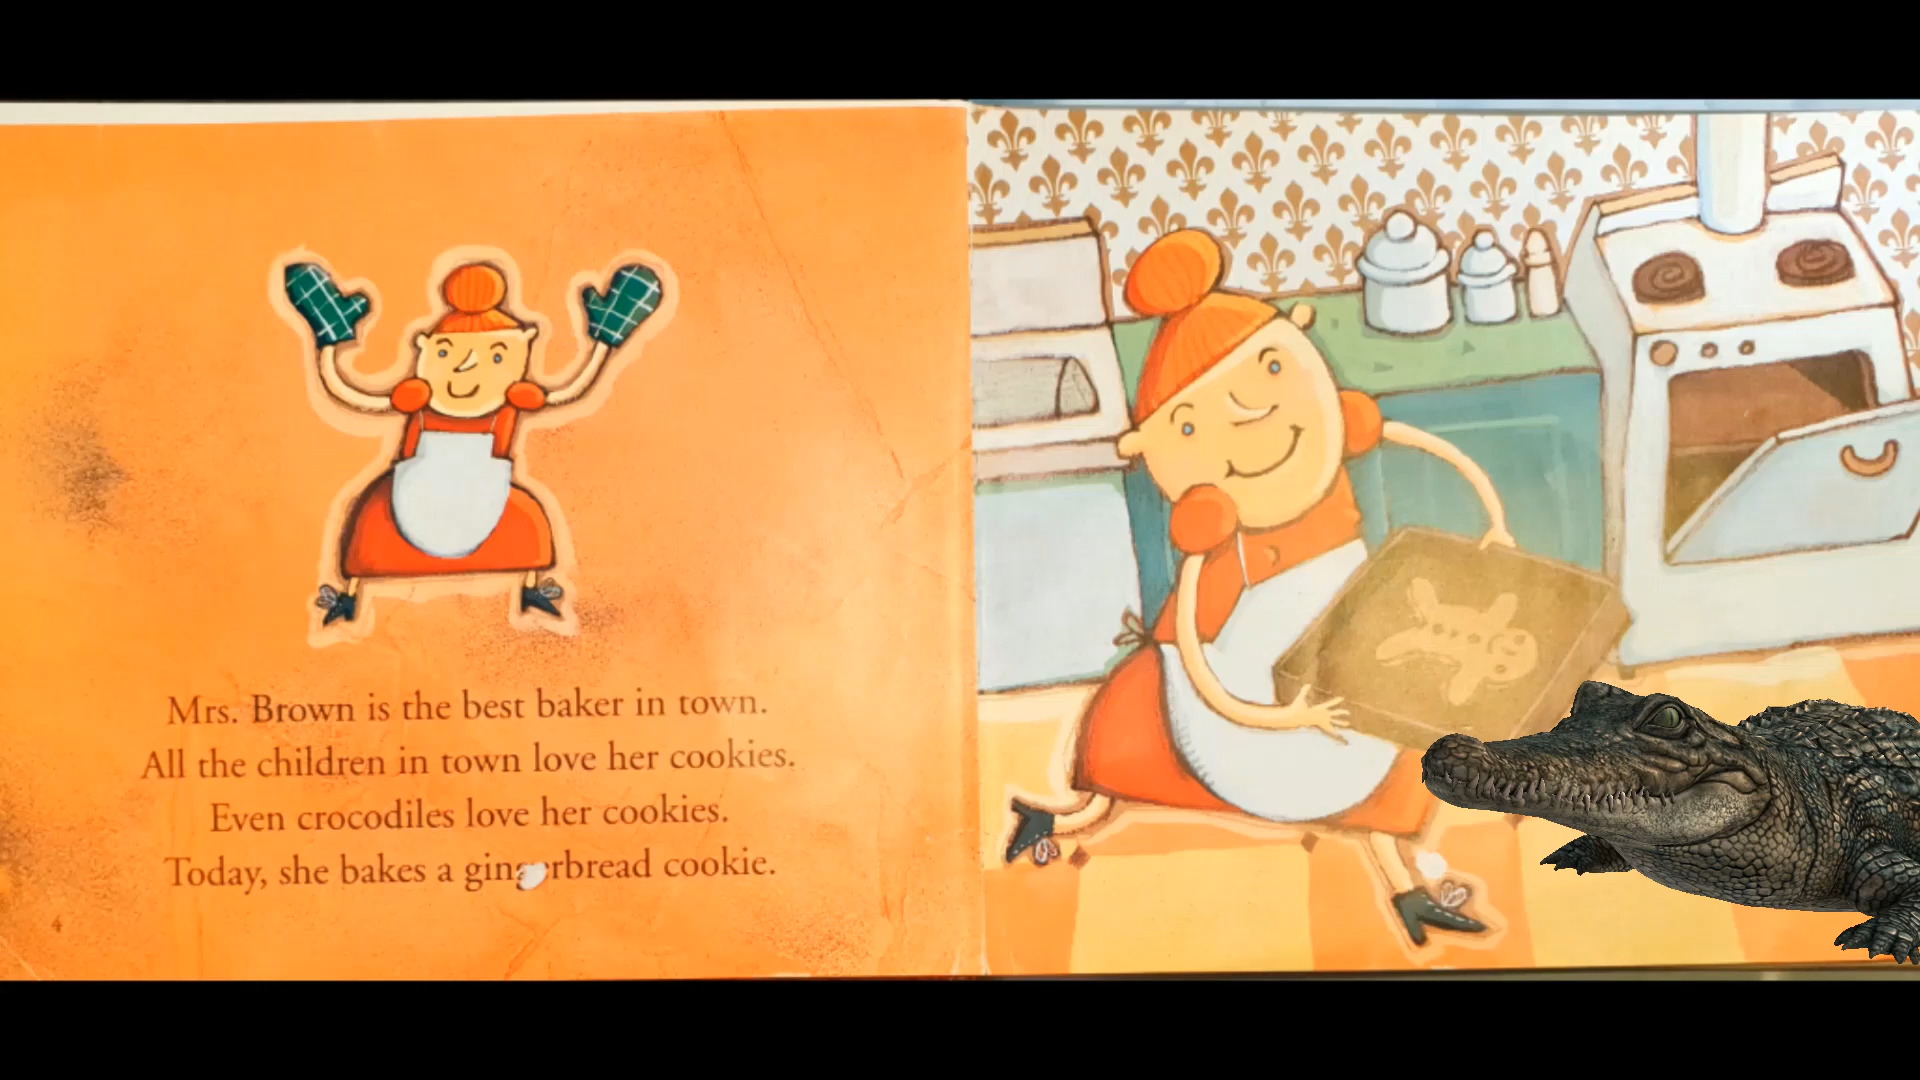 Mrs. Brown is the best baker in town.
All the children in town love her cookies.
Even crocodiles love her cookies.
Today, she bakes a gingerbread cookie.
4